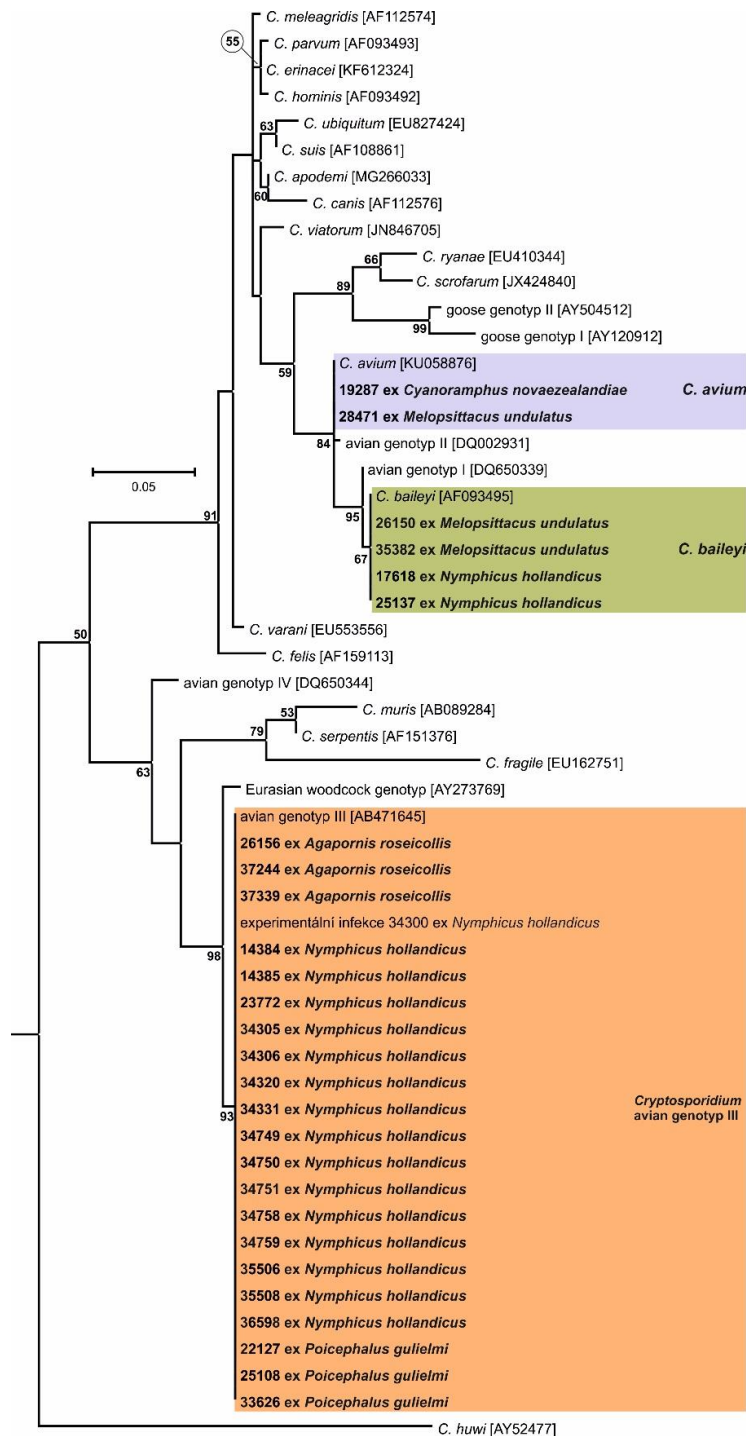 C. meleagridis [AF112574]
55
C. parvum [AF093493]
C. erinacei [KF612324]
C. hominis [AF093492]
63
C. ubiquitum [EU827424]
C. suis [AF108861]
C. apodemi [MG266033]
60
C. canis [AF112576]
C. viatorum [JN846705]
66
C. ryanae [EU410344]
89
C. scrofarum [JX424840]
goose genotyp II [AY504512]
99
goose genotyp I [AY120912]
59
C. avium [KU058876]
19287 ex Cyanoramphus novaezealandiae
C. avium
28471 ex Melopsittacus undulatus
84
avian genotyp II [DQ002931]
avian genotyp I [DQ650339]
0.05
95
C. baileyi [AF093495]
91
26150 ex Melopsittacus undulatus
67
35382 ex Melopsittacus undulatus
C. baileyi
17618 ex Nymphicus hollandicus
25137 ex Nymphicus hollandicus
50
C. varani [EU553556]
C. felis [AF159113]
avian genotyp IV [DQ650344]
53
C. muris [AB089284]
79
C. serpentis [AF151376]
63
C. fragile [EU162751]
Eurasian woodcock genotyp [AY273769]
avian genotyp III [AB471645]
26156 ex Agapornis roseicollis
37244 ex Agapornis roseicollis
37339 ex Agapornis roseicollis
experimentální infekce 34300 ex Nymphicus hollandicus
98
14384 ex Nymphicus hollandicus
14385 ex Nymphicus hollandicus
23772 ex Nymphicus hollandicus
34305 ex Nymphicus hollandicus
34306 ex Nymphicus hollandicus
34320 ex Nymphicus hollandicus
93
34331 ex Nymphicus hollandicus
Cryptosporidium
avian genotyp III
34749 ex Nymphicus hollandicus
34750 ex Nymphicus hollandicus
34751 ex Nymphicus hollandicus
34758 ex Nymphicus hollandicus
34759 ex Nymphicus hollandicus
35506 ex Nymphicus hollandicus
35508 ex Nymphicus hollandicus
36598 ex Nymphicus hollandicus
22127 ex Poicephalus gulielmi
25108 ex Poicephalus gulielmi
33626 ex Poicephalus gulielmi
C. huwi [AY52477]